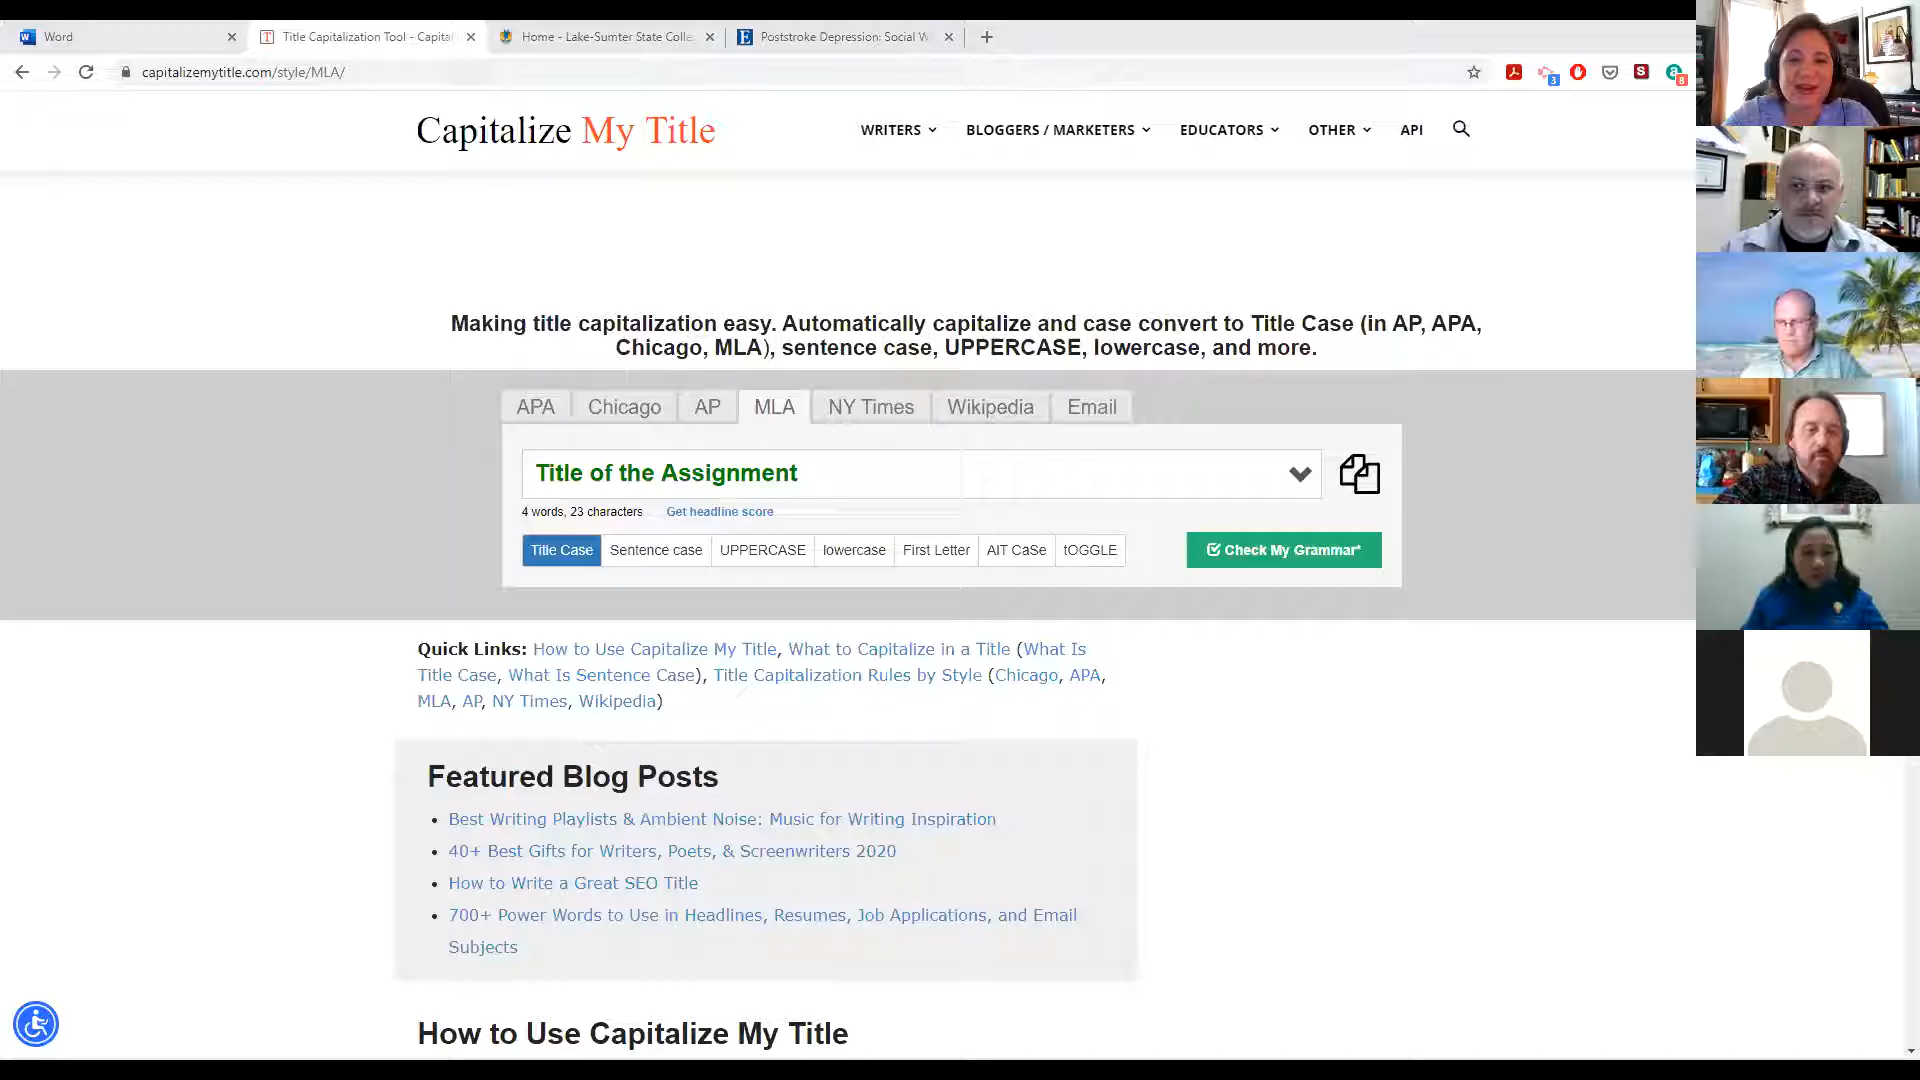 Word
Title Capitalization Tool - Capital
Home - Lake-Sumter State Colle
Poststroke Depression: Social W
capitalizemytitle.com/style/MLA/
3
8
Capitalize My Title
WRITERS
BLOGGERS / MARKETERS
EDUCATORS
OTHER
API
Making title capitalization easy. Automatically capitalize and case convert to Title Case (in AP, APA,
Chicago, MLA), sentence case, UPPERCASE, lowercase, and more.
APA
Chicago
AP
MLA
NY Times
Wikipedia
Email
Title of the Assignment
4 words, 23 characters
Get headline score
Title Case
Sentence case
UPPERCASE
lowercase
First Letter
AlT CaSe
tOGGLE
Check My Grammar*
Quick Links: How to Use Capitalize My Title, What to Capitalize in a Title (What Is
Title Case, What Is Sentence Case), Title Capitalization Rules by Style (Chicago, APA,
MLA, AP, NY Times, Wikipedia)
Featured Blog Posts
• Best Writing Playlists & Ambient Noise: Music for Writing Inspiration
• 40+ Best Gifts for Writers, Poets, & Screenwriters 2020
• How to Write a Great SEO Title
• 700+ Power Words to Use in Headlines, Resumes, Job Applications, and Email
Subjects
How to Use Capitalize My Title